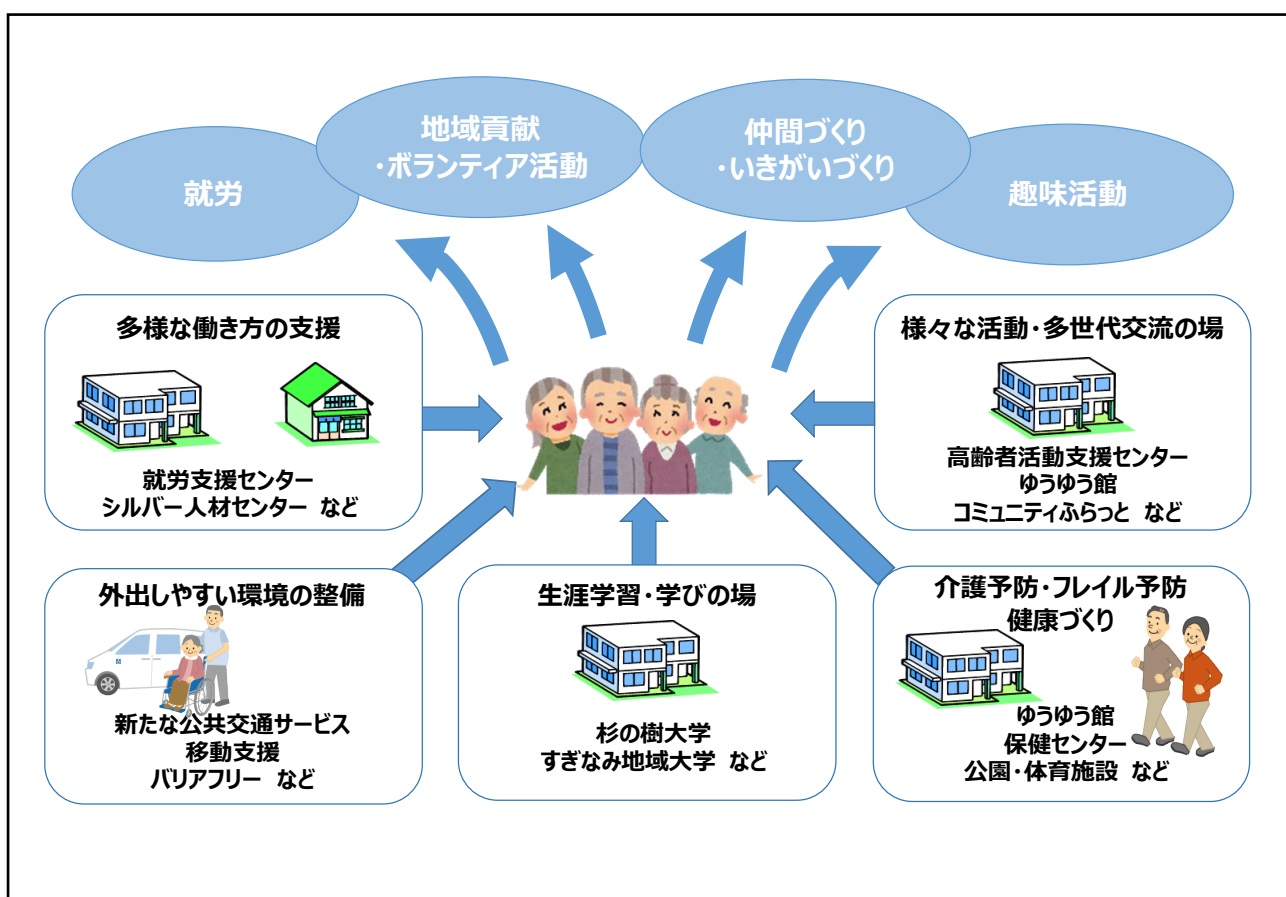 就労
地域貢献
・ボランティア活動
仲間づくり
・いきがいづくり
趣味活動
多様な働き方の支援
就労支援センター
シルバー人材センター など
様々な活動・多世代交流の場
高齢者活動支援センター
ゆうゆう館
コミュニティふらっと など
外出しやすい環境の整備
新たな公共交通サービス
移動支援
バリアフリー など
生涯学習・学びの場
杉の樹大学
すぎなみ地域大学 など
介護予防・フレイル予防
健康づくり
ゆうゆう館
保健センター
公園・体育施設 など